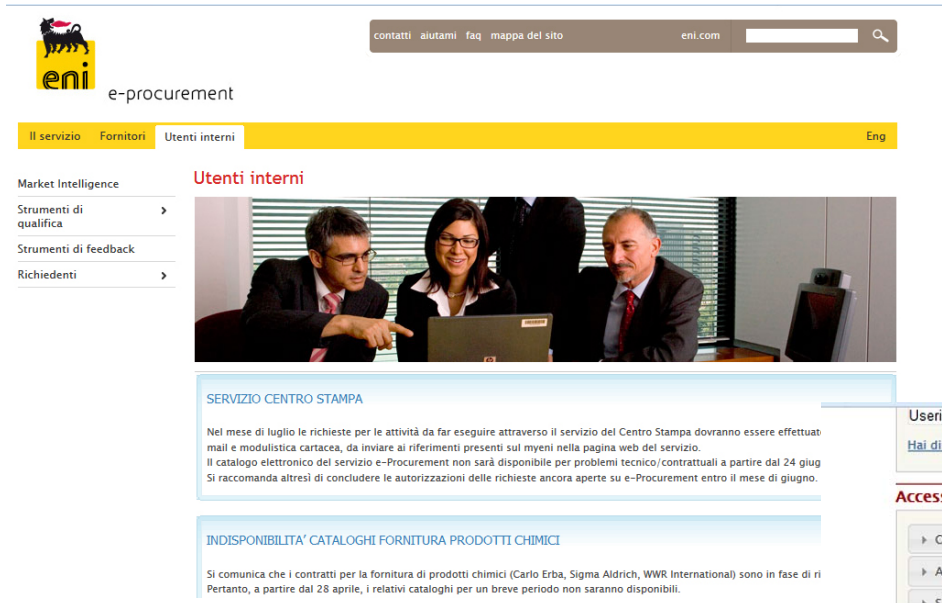 contatti aiutami faq mappa del sito eni.com
eni
e-procurement
Il servizio Fornitori Utenti interni Eng
Market Intelligence
Strumenti di
qualifica
Strumenti di feedback
Richiedenti
Utenti interni
SERVIZIO CENTRO STAMPA
Nel mese di luglio le richieste per le attività da far eseguire attraverso il servizio del Centro Stampa dovranno essere effettuat
mail e modulistica cartacea, da inviare ai riferimenti presenti sul myeni nella pagina web del servizio.
Il catalogo elettronico del servizio e-Procurement non sarà disponibile per problemi tecnico/contrattuali a partire dal 24 giug
Si raccomanda altresì di concludere le autorizzazioni delle richieste ancora aperte su e-Procurement entro il mese di giugno.
INDISPONIBILITA' CATALOGHI FORNITURA PRODOTTI CHIMICI
Si comunica che i contratti per la fornitura di prodotti chimici (Carlo Erba, Sigma Aldrich, WWR International) sono in fase di ri
Pertanto, a partire dal 28 aprile, i relativi cataloghi per un breve periodo non saranno disponibili.
Useri
Hai di
Access